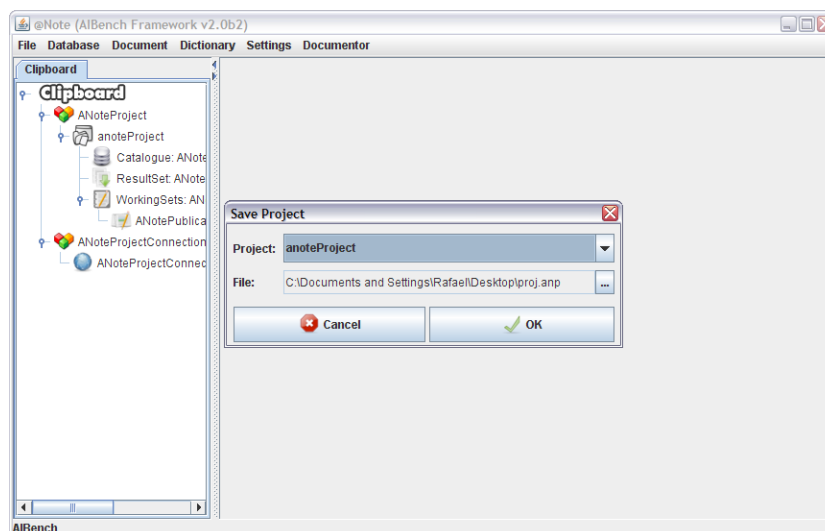 @Note (AIBench Framework v2.0b2)
File Database Document Dictionary Settings Documentor
Clipboard
Clipboard
ANoteProject
anoteProject
Catalogue: ANote
ResultSet: ANote
WorkingSets: AN
ANotePublica
ANoteProjectConnection
ANoteProjectConnec
Save Project
Project: anoteProject
File: C:\Documents and Settings\Rafael\Desktop\proj.anp ...
Cancel OK
AIBench